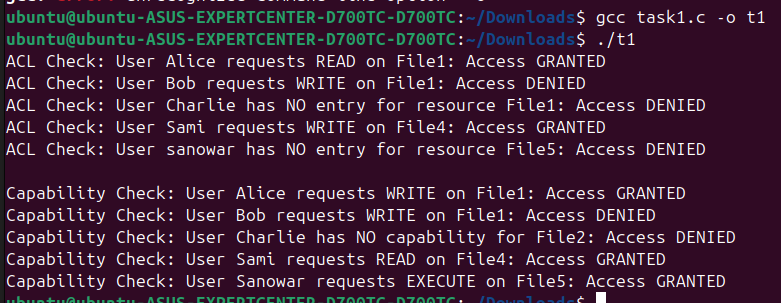 ubuntu@ubuntu-ASUS-EXPERTCENTER-D700TC-D700TC:~/Downloads$ gcc task1.c -o t1
ubuntu@ubuntu-ASUS-EXPERTCENTER-D700TC-D700TC:~/Downloads$ ./t1
ACL Check: User Alice requests READ on File1: Access GRANTED
ACL Check: User Bob requests WRITE on File1: Access DENIED
ACL Check: User Charlie has NO entry for resource File1: Access DENIED
ACL Check: User Sami requests WRITE on File4: Access GRANTED
ACL Check: User sanowar has NO entry for resource File5: Access DENIED

Capability Check: User Alice requests WRITE on File1: Access GRANTED
Capability Check: User Bob requests WRITE on File1: Access DENIED
Capability Check: User Charlie has NO capability for File2: Access DENIED
Capability Check: User Sami requests READ on File4: Access GRANTED
Capability Check: User Sanowar requests EXECUTE on File5: Access GRANTED
ubuntu@ubuntu-ASUS-EXPERTCENTER-D700TC-D700TC:~/Downloads$